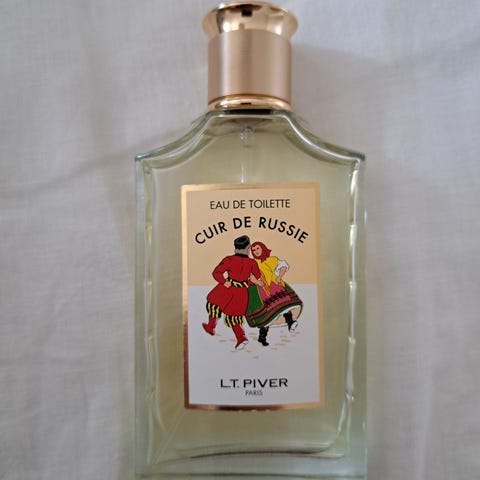 EAU DE TOILETTE
CUIR DE RUSSIE
L.T. PIVER
PARIS